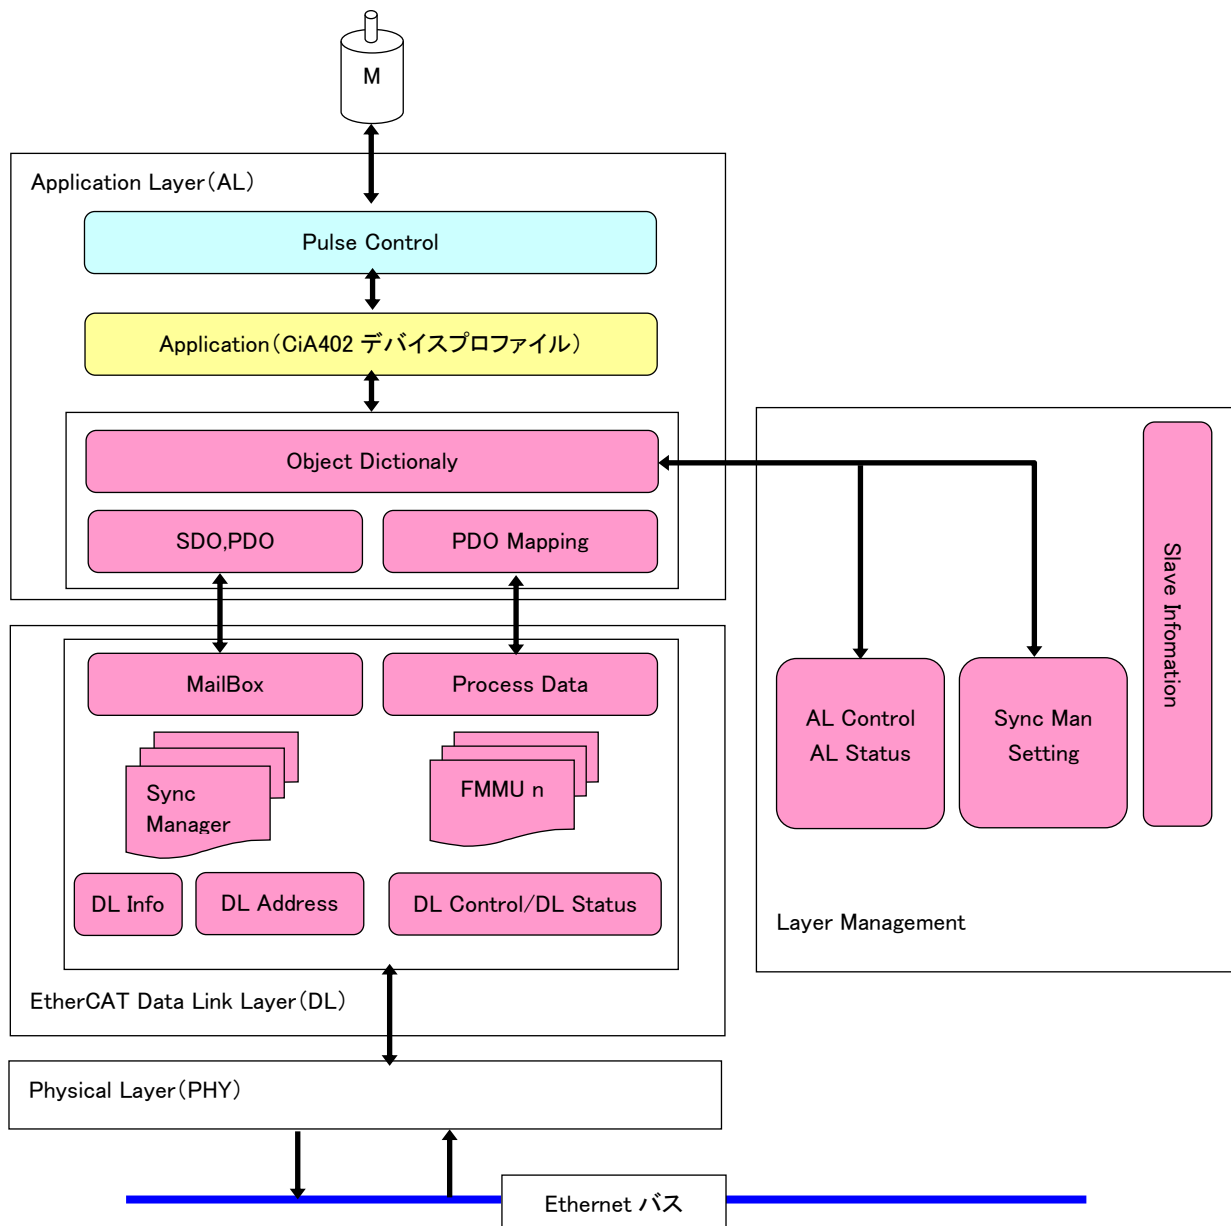 M
Application Layer(AL)
Pulse Control
Application(CiA402 デバイスプロファイル)
Object Dictionaly
SDO,PDO
PDO Mapping
MailBox
Process Data
Sync
Manager
FMMU n
DL Info
DL Address
DL Control/DL Status
EtherCAT Data Link Layer(DL)
AL Control
AL Status
Sync Man
Setting
Slave Infomation
Layer Management
Physical Layer(PHY)
Ethernet バス